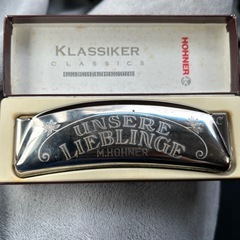 KLASSIKER
CLASSICS
HOHNER
UNSERE
LIEBLINGE
M.HOHNER